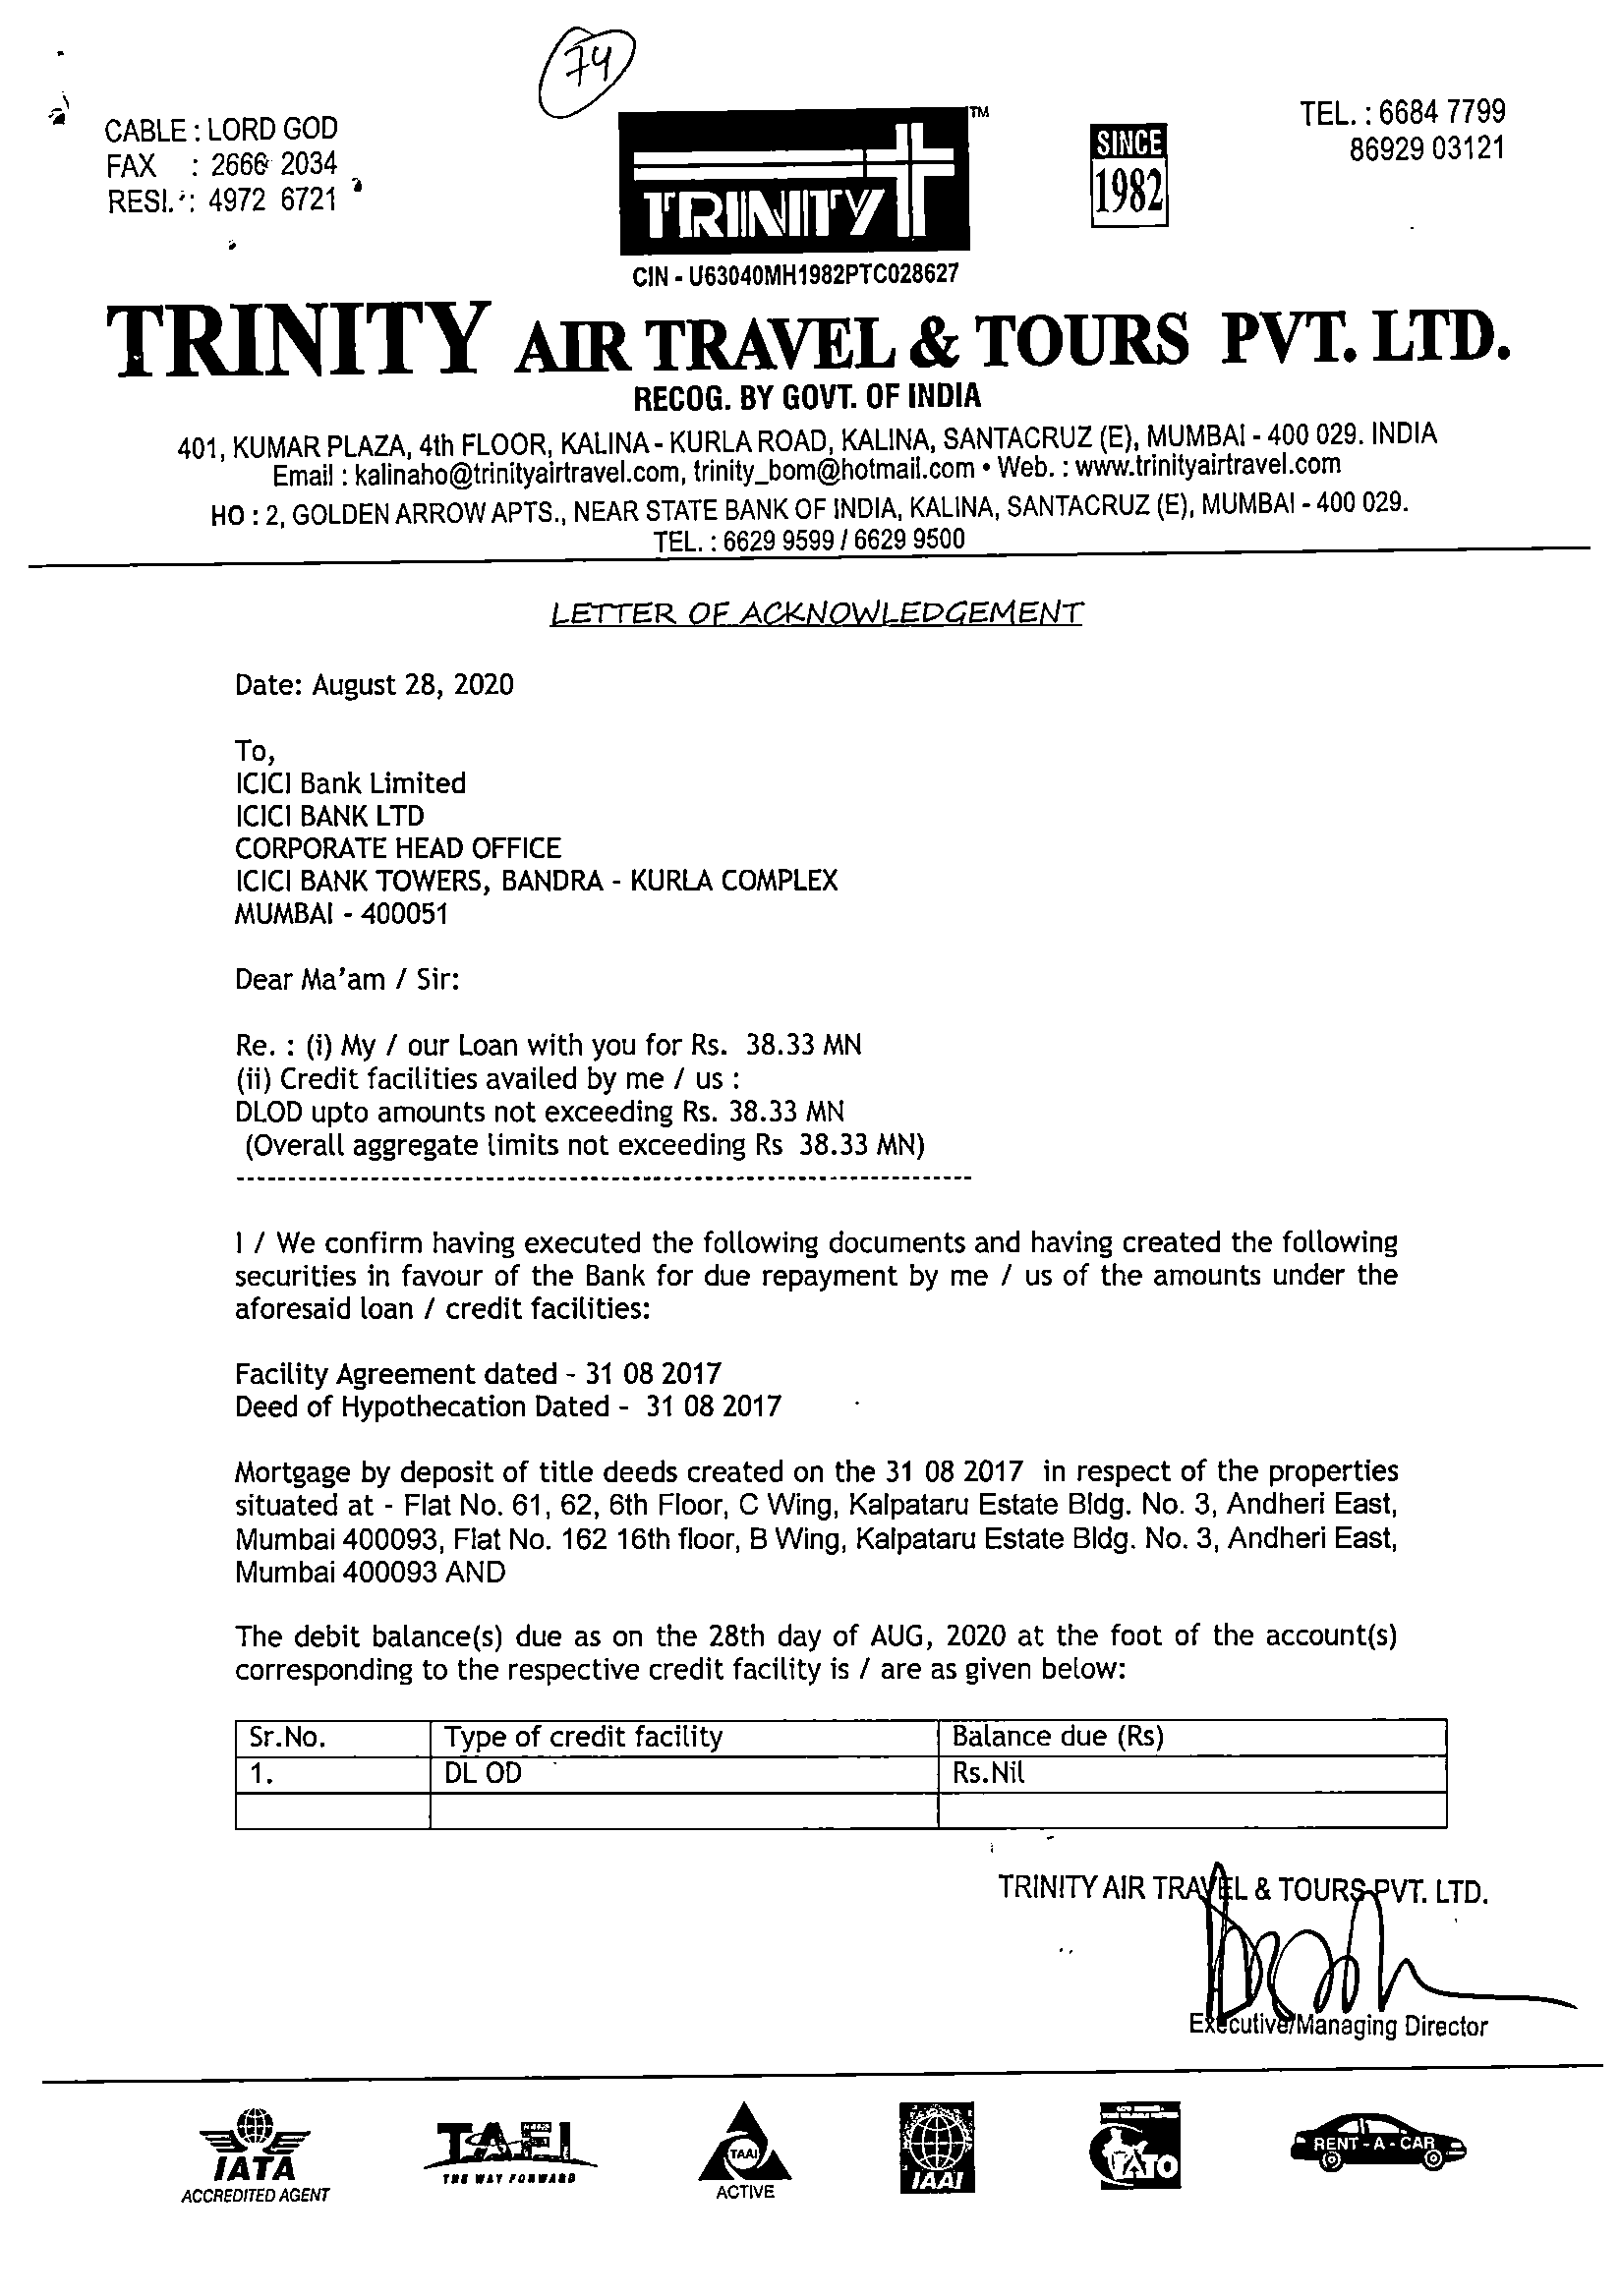 74
CABLE : LORD GOD
FAX : 2666 2034
RESI. : 4972 6721
TRINITY
TM
CIN - U63040MH1982PTC028627
SINCE
1982
TEL. : 6684 7799
86929 03121
TRINITY AIR TRAVEL & TOURS PVT. LTD.
RECOG. BY GOVT. OF INDIA
401, KUMAR PLAZA, 4th FLOOR, KALINA - KURLA ROAD, KALINA, SANTACRUZ (E), MUMBAI - 400 029. INDIA
Email : kalinaho@trinityairtravel.com, trinity_bom@hotmail.com • Web. : www.trinityairtravel.com
HO : 2, GOLDEN ARROW APTS., NEAR STATE BANK OF INDIA, KALINA, SANTACRUZ (E), MUMBAI - 400 029.
TEL. : 6629 9599 / 6629 9500
LETTER OF ACKNOWLEDGEMENT
Date: August 28, 2020
To,
ICICI Bank Limited
ICICI BANK LTD
CORPORATE HEAD OFFICE
ICICI BANK TOWERS, BANDRA - KURLA COMPLEX
MUMBAI - 400051
Dear Ma'am / Sir:
Re. : (i) My / our Loan with you for Rs. 38.33 MN
(ii) Credit facilities availed by me / us :
DLOD upto amounts not exceeding Rs. 38.33 MN
(Overall aggregate limits not exceeding Rs 38.33 MN)
I / We confirm having executed the following documents and having created the following
securities in favour of the Bank for due repayment by me / us of the amounts under the
aforesaid loan / credit facilities:
Facility Agreement dated - 31 08 2017
Deed of Hypothecation Dated - 31 08 2017
Mortgage by deposit of title deeds created on the 31 08 2017 in respect of the properties
situated at - Flat No. 61, 62, 6th Floor, C Wing, Kalpataru Estate Bldg. No. 3, Andheri East,
Mumbai 400093, Flat No. 162 16th floor, B Wing, Kalpataru Estate Bldg. No. 3, Andheri East,
Mumbai 400093 AND
The debit balance(s) due as on the 28th day of AUG, 2020 at the foot of the account(s)
corresponding to the respective credit facility is / are as given below:
Sr.No. Type of credit facility Balance due (Rs)
1. DL OD Rs.Nil
TRINITY AIR TRAVEL & TOURS PVT. LTD.
Executive/Managing Director
IATA
ACCREDITED AGENT
TAFI
THE WAY FORWARD
TAAI
ACTIVE
IAAI
IATO
RENT - A - CAR